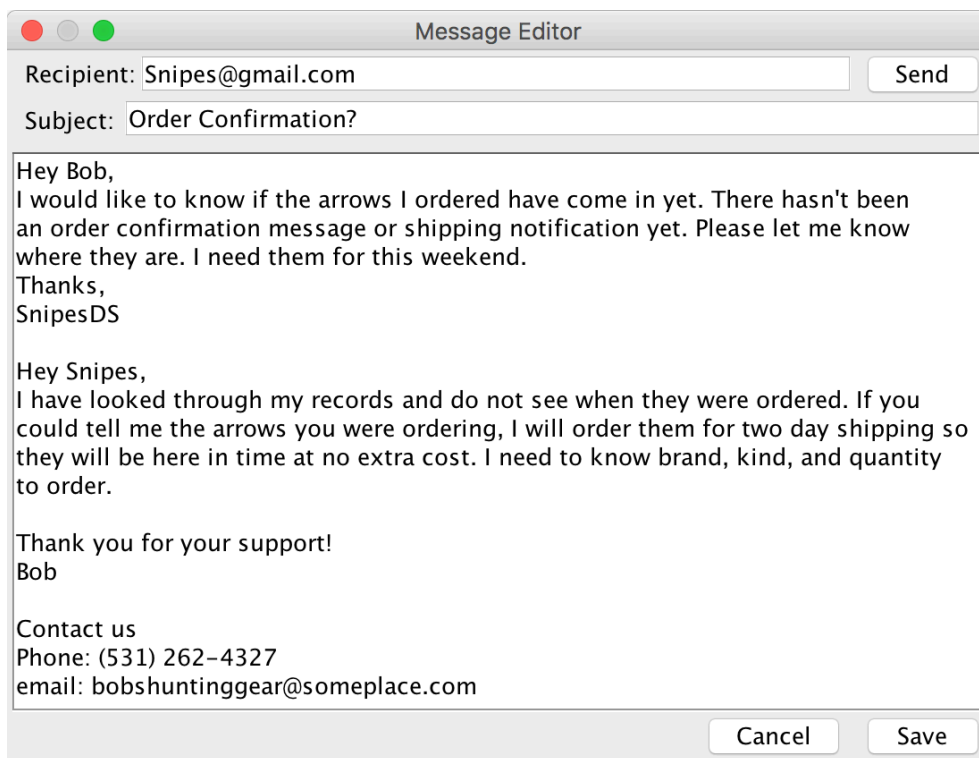 Message Editor
Recipient: Snipes@gmail.com Send
Subject: Order Confirmation?
Hey Bob,
I would like to know if the arrows I ordered have come in yet. There hasn't been
an order confirmation message or shipping notification yet. Please let me know
where they are. I need them for this weekend.
Thanks,
SnipesDS
Hey Snipes,
I have looked through my records and do not see when they were ordered. If you
could tell me the arrows you were ordering, I will order them for two day shipping so
they will be here in time at no extra cost. I need to know brand, kind, and quantity
to order.
Thank you for your support!
Bob
Contact us
Phone: (531) 262-4327
email: bobshuntinggear@someplace.com
Cancel Save